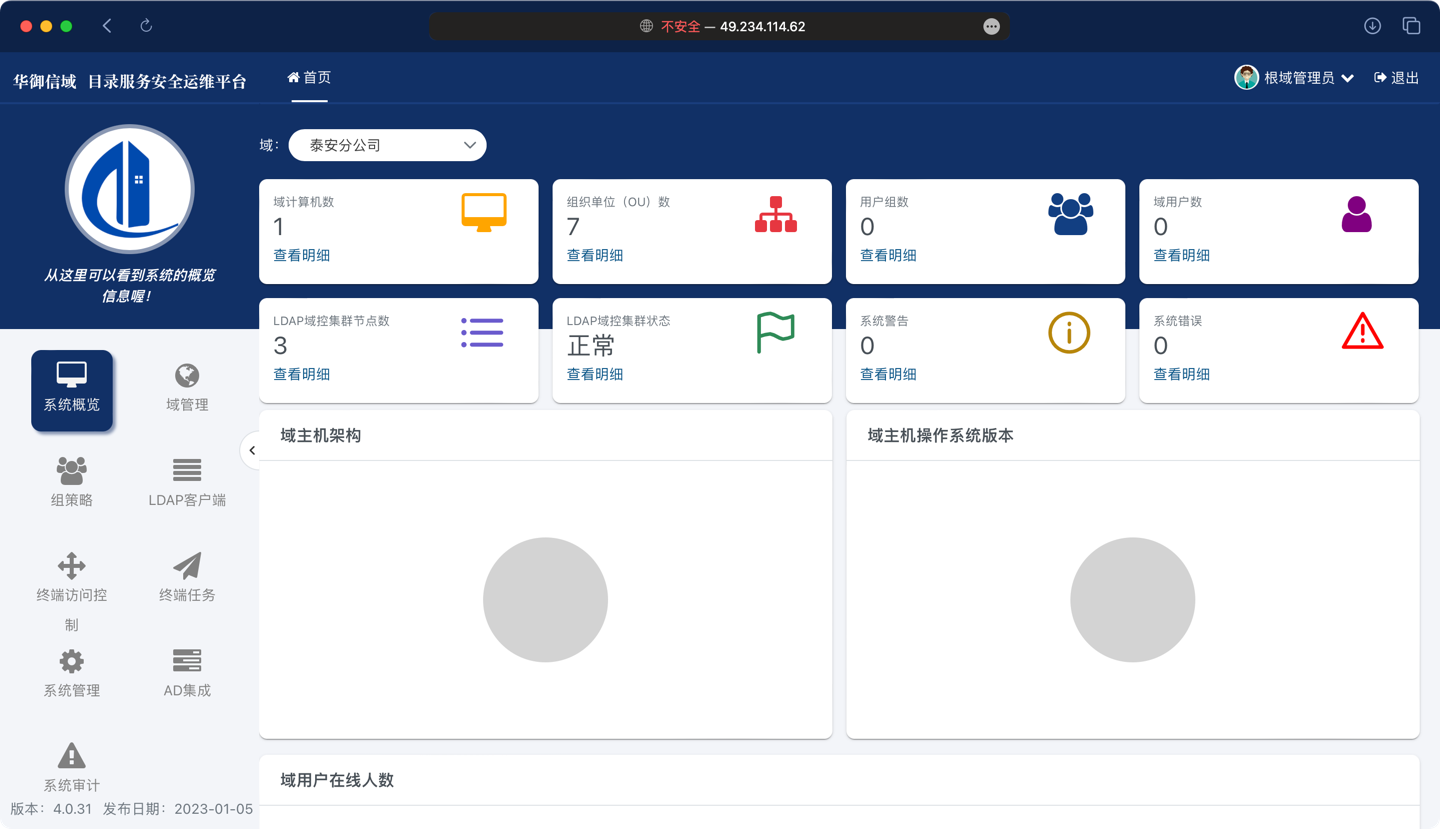 不安全 — 49.234.114.62
华御信域 目录服务安全运维平台
首页
根域管理员
退出
从这里可以看到系统的概览
信息喔！
域：
泰安分公司
域计算机数
1
查看明细
组织单位（OU）数
7
查看明细
用户组数
0
查看明细
域用户数
0
查看明细
LDAP域控集群节点数
3
查看明细
LDAP域控集群状态
正常
查看明细
系统警告
0
查看明细
系统错误
0
查看明细
系统概览
域管理
组策略
LDAP客户端
终端访问控
制
终端任务
系统管理
AD集成
系统审计
版本：4.0.31 发布日期：2023-01-05
域主机架构
域主机操作系统版本
域用户在线人数